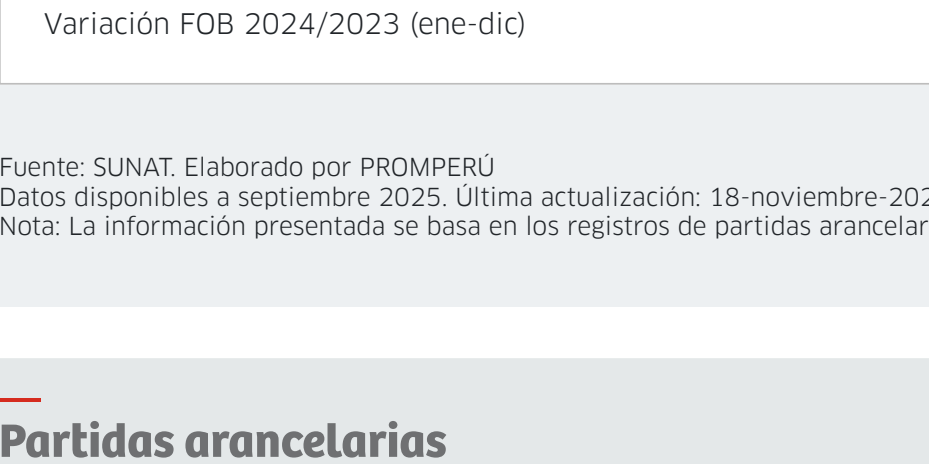 Variación FOB 2024/2023 (ene-dic)
Fuente: SUNAT. Elaborado por PROMPERÚ
Datos disponibles a septiembre 2025. Última actualización: 18-noviembre-202
Nota: La información presentada se basa en los registros de partidas arancelar
Partidas arancelarias